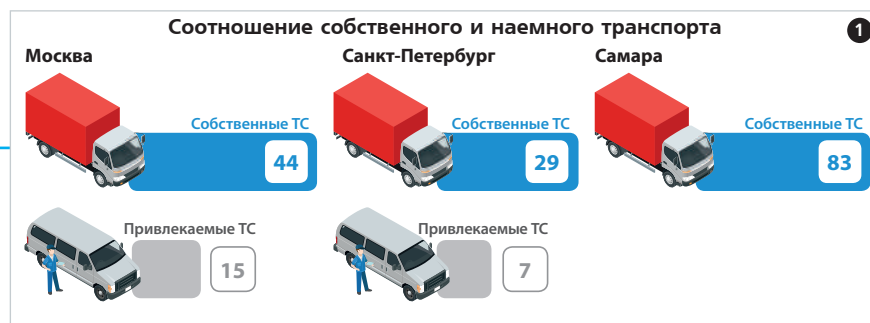 Соотношение собственного и наемного транспорта
1
Москва
Санкт-Петербург
Самара
Собственные ТС
44
Собственные ТС
29
Собственные ТС
83
Привлекаемые ТС
15
Привлекаемые ТС
7